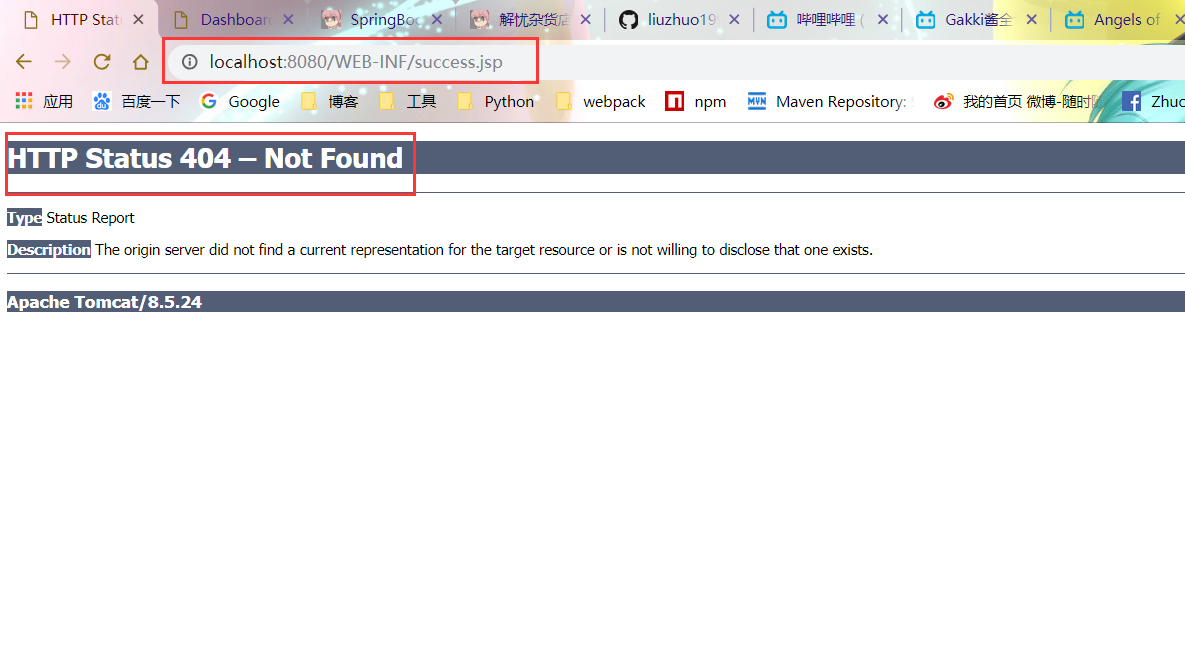 HTTP Stat Dashboar SpringBoo 解忧杂货店 liuzhuo19 哔哩哔哩 ( Gakki酱全 Angels of
localhost:8080/WEB-INF/success.jsp
应用 百度一下 Google 博客 工具 Python webpack npm MVN Maven Repository: 我的首页 微博-随时随 Zhuo
HTTP Status 404 – Not Found
Type Status Report
Description The origin server did not find a current representation for the target resource or is not willing to disclose that one exists.
Apache Tomcat/8.5.24